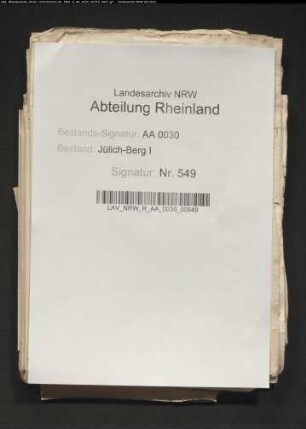 Landesarchiv NRW
Abteilung Rheinland
Bestands-Signatur: AA 0030
Bestand: Jülich-Berg I
Signatur: Nr. 549
LAV_NRW_R_AA_0030_00549